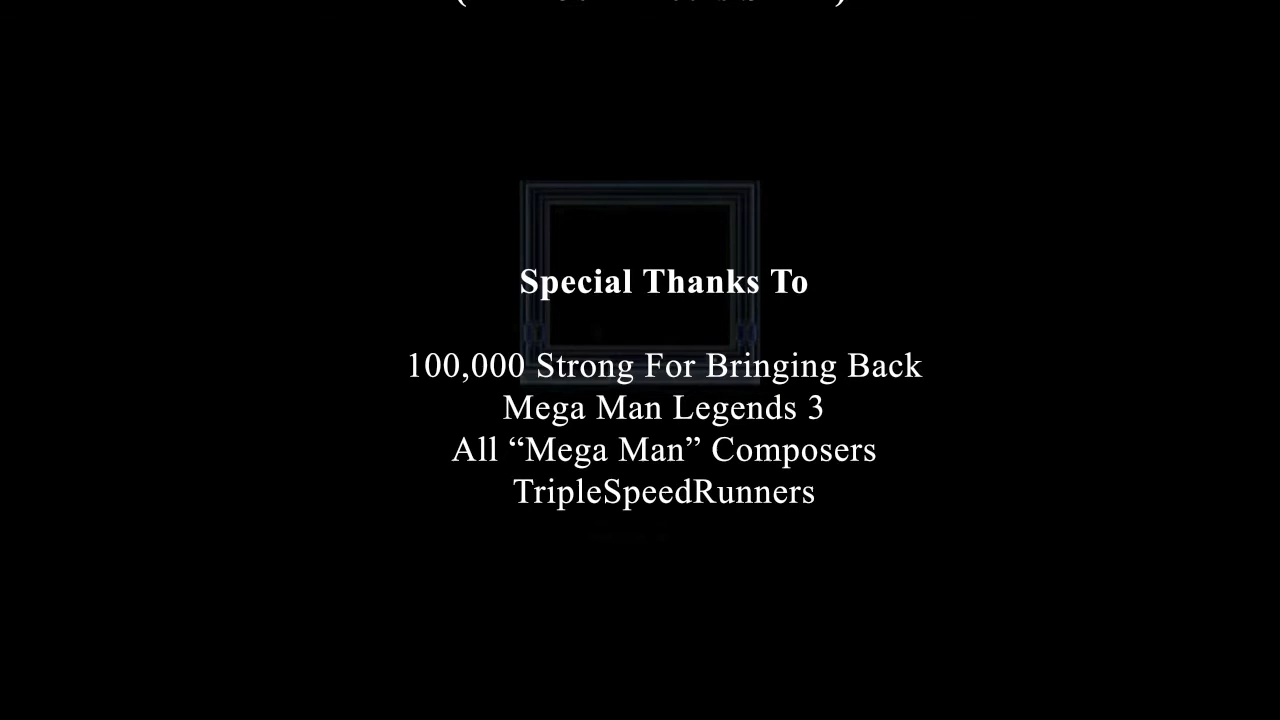 Special Thanks To
100,000 Strong For Bringing Back
Mega Man Legends 3
All “Mega Man” Composers
TripleSpeedRunners